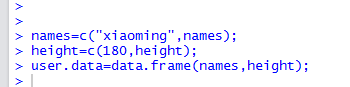 >
>
> names=c("xiaoming",names);
> height=c(180,height);
> user.data=data.frame(names,height);
>